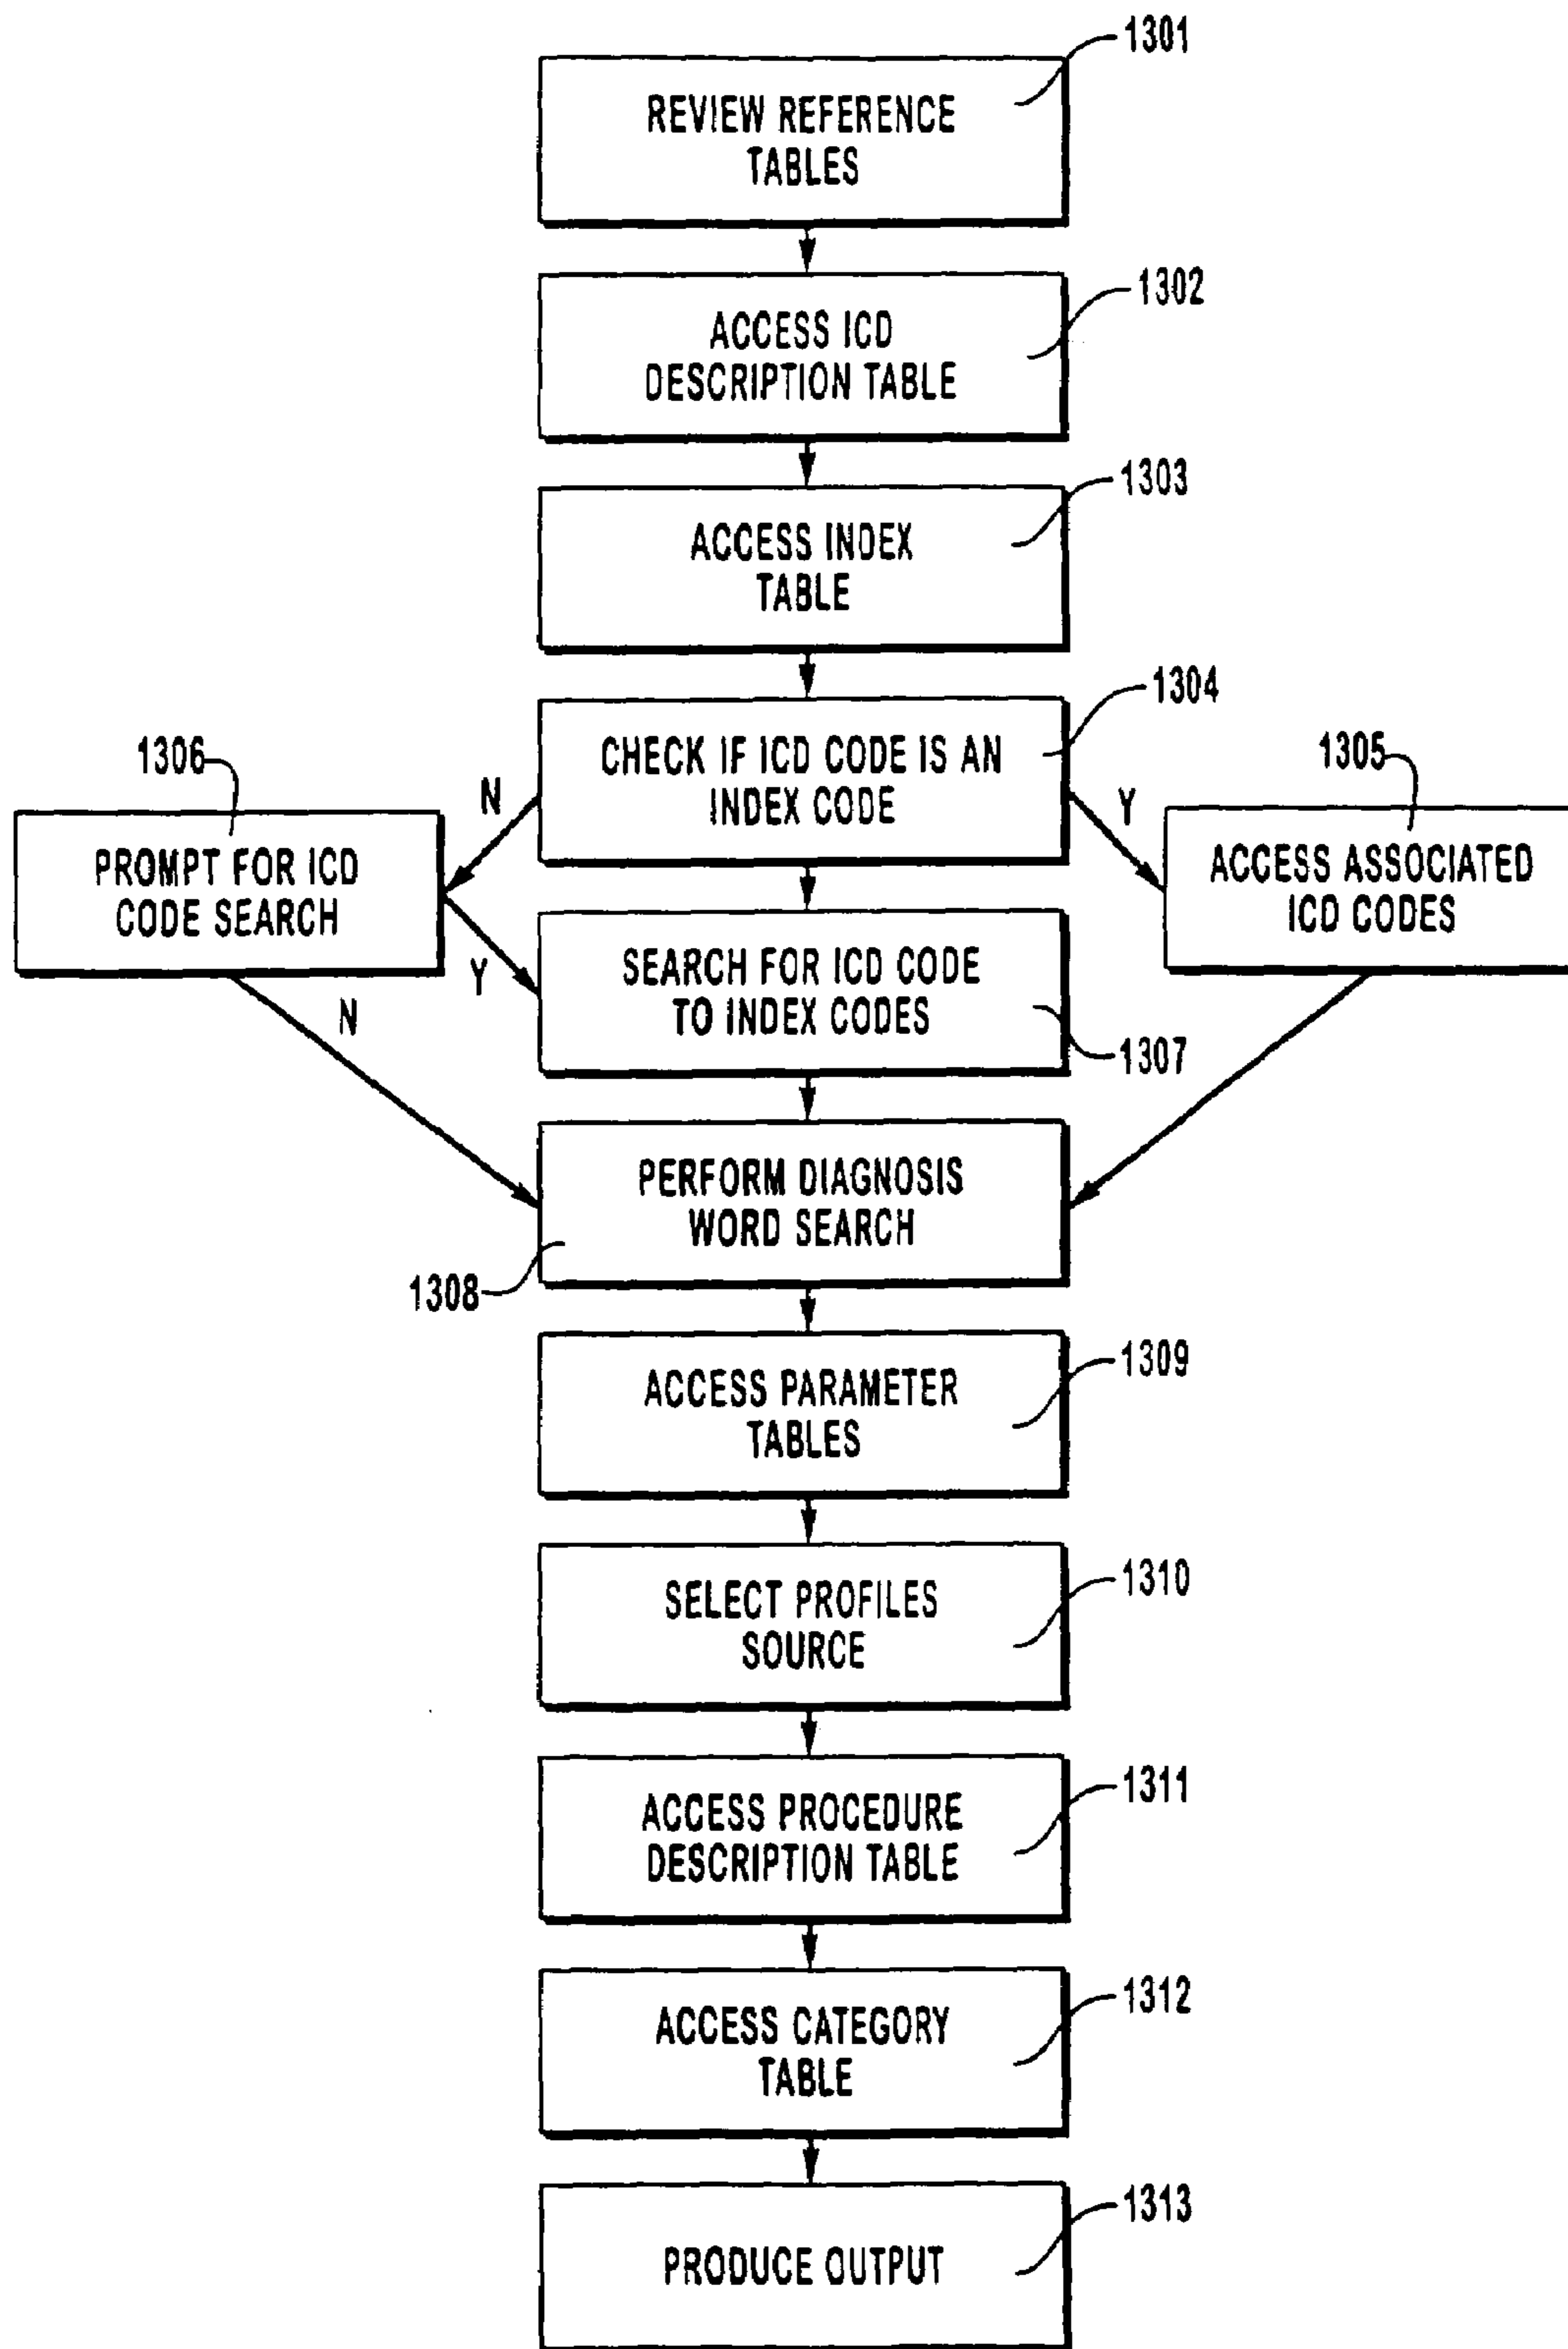 1301
REVIEW REFERENCE
TABLES
1302
ACCESS ICD
DESCRIPTION TABLE
1303
ACCESS INDEX
TABLE
1304
CHECK IF ICD CODE IS AN
INDEX CODE
N
Y
1306
PROMPT FOR ICD
CODE SEARCH
1305
ACCESS ASSOCIATED
ICD CODES
Y
N
SEARCH FOR ICD CODE
TO INDEX CODES
1307
PERFORM DIAGNOSIS
WORD SEARCH
1308
1309
ACCESS PARAMETER
TABLES
1310
SELECT PROFILES
SOURCE
1311
ACCESS PROCEDURE
DESCRIPTION TABLE
1312
ACCESS CATEGORY
TABLE
1313
PRODUCE OUTPUT